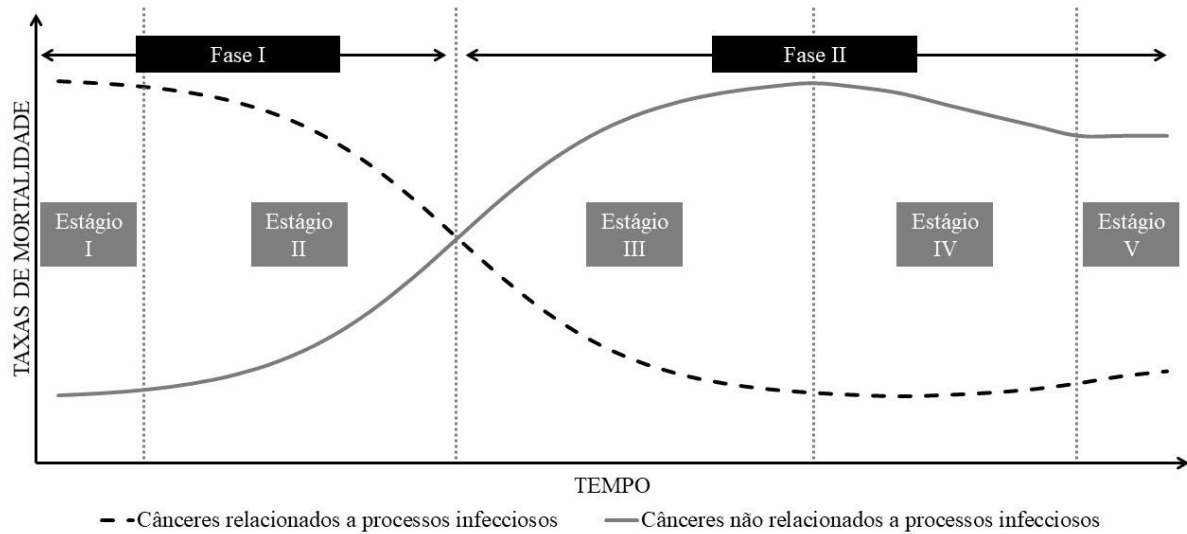 Fase I
Fase II
TAXAS DE MORTALIDADE
Estágio
I
Estágio
II
Estágio
III
Estágio
IV
Estágio
V
TEMPO
Cânceres relacionados a processos infecciosos
Cânceres não relacionados a processos infecciosos